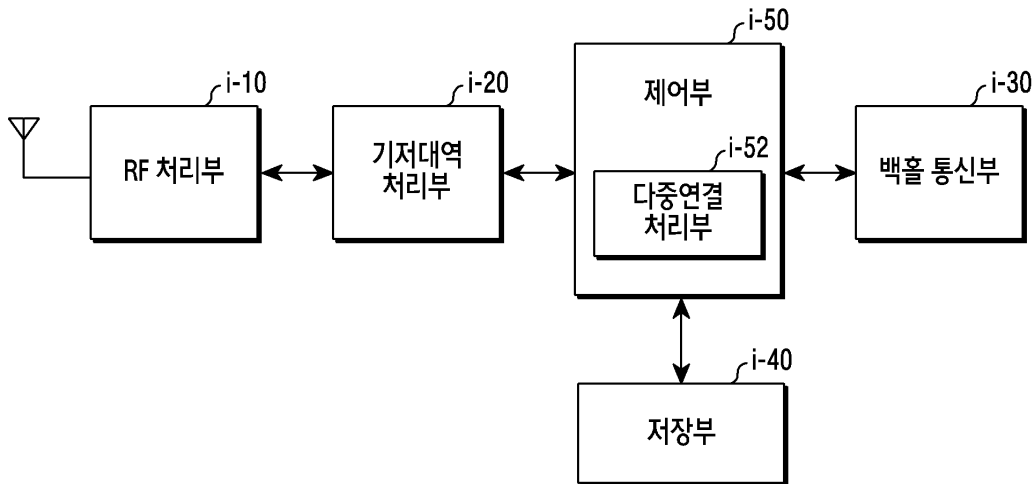 i-50
제어부
i-10
RF 처리부
i-20
기저대역
처리부
i-52
다중연결
처리부
i-30
백홀 통신부
i-40
저장부